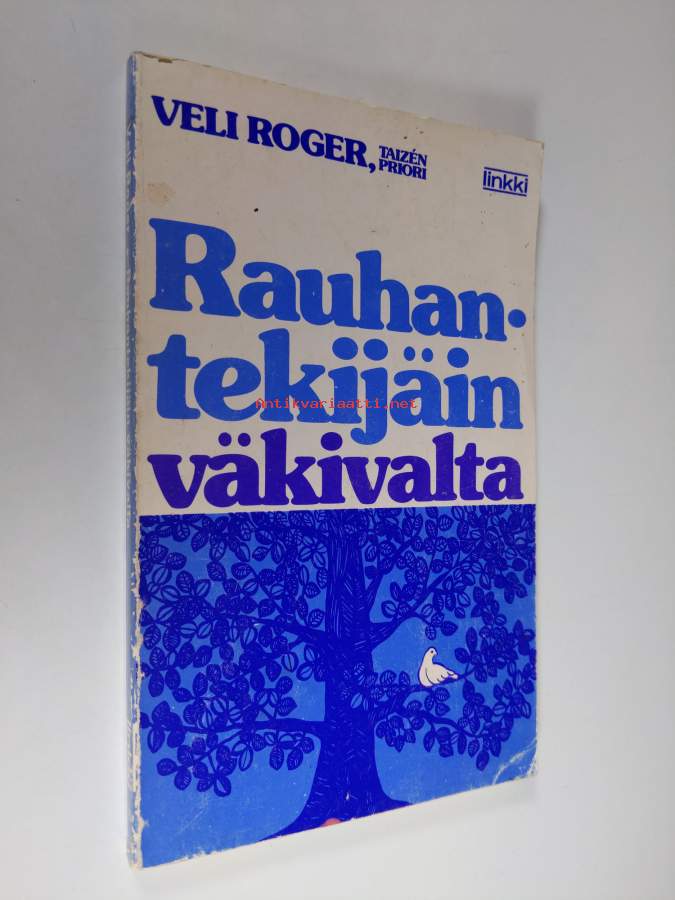 VELI ROGER, TAIZÉN
PRIORI
linkki
Rauhan-
tekijäin
Antikvariaatti.net
väkivalta